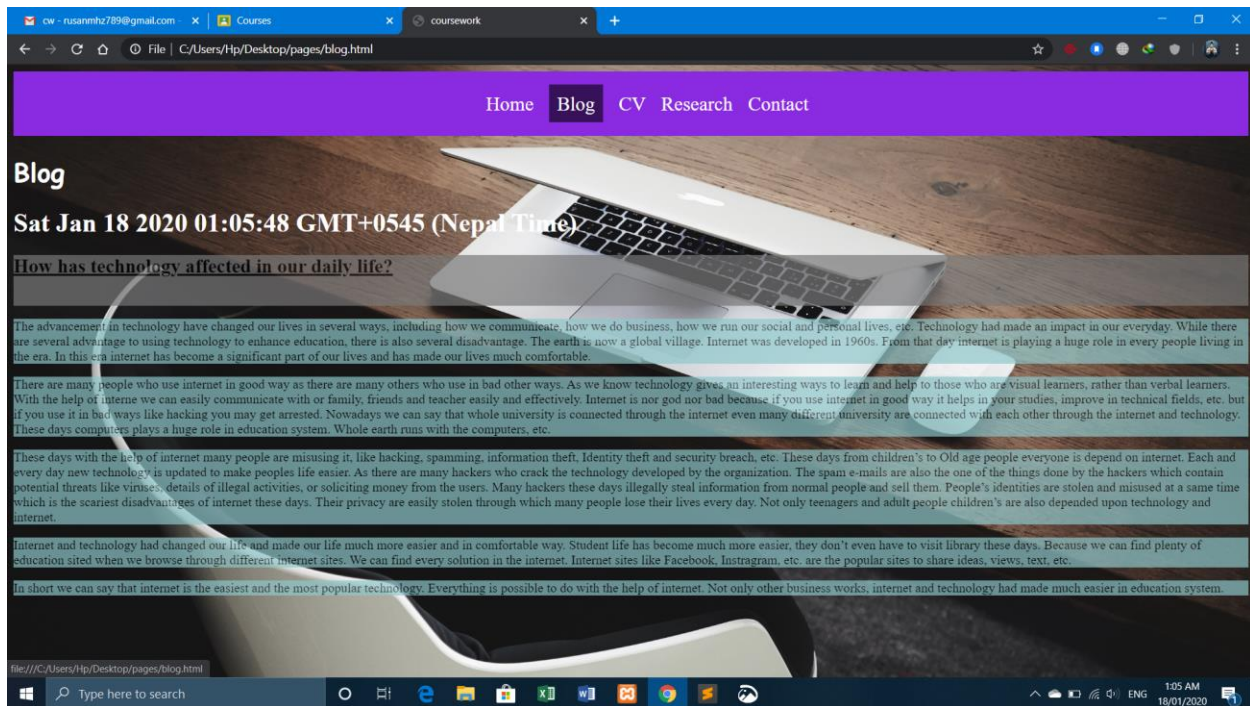 cw - rusanmhz789@gmail.com -
Courses
coursework
File | C:/Users/Hp/Desktop/pages/blog.html
Home Blog CV Research Contact
Blog
Sat Jan 18 2020 01:05:48 GMT+0545 (Nepal Time)
How has technology affected in our daily life?
The advancement in technology have changed our lives in several ways, including how we communicate, how we do business, how we run our social and personal lives, etc. Technology had made an impact in our everyday. While there
are several advantage to using technology to enhance education, there is also several disadvantage. The earth is now a global village. Internet was developed in 1960s. From that day internet is playing a huge role in every people living in
the era. In this era internet has become a significant part of our lives and has made our lives much comfortable.
There are many people who use internet in good way as there are many others who use in bad other ways. As we know technology gives an interesting ways to learn and help to those who are visual learners, rather than verbal learners.
With the help of interne we can easily communicate with or family, friends and teacher easily and effectively. Internet is nor god nor bad because if you use internet in good way it helps in your studies, improve in technical fields, etc. but
if you use it in bad ways like hacking you may get arrested. Nowadays we can say that whole university is connected through the internet even many different university are connected with each other through the internet and technology.
These days computers plays a huge role in education system. Whole earth runs with the computers, etc.
These days with the help of internet many people are misusing it, like hacking, spamming, information theft, Identity theft and security breach, etc. These days from children's to Old age people everyone is depend on internet. Each and
every day new technology is updated to make peoples life easier. As there are many hackers who crack the technology developed by the organization. The spam e-mails are also the one of the things done by the hackers which contain
potential threats like viruses, details of illegal activities, or soliciting money from the users. Many hackers these days illegally steal information from normal people and sell them. People's identities are stolen and misused at a same time
which is the scariest disadvantages of internet these days. Their privacy are easily stolen through which many people lose their lives every day. Not only teenagers and adult people children's are also depended upon technology and
internet.
Internet and technology had changed our life and made our life much more easier and in comfortable way. Student life has become much more easier, they don't even have to visit library these days. Because we can find plenty of
education sited when we browse through different internet sites. We can find every solution in the internet. Internet sites like Facebook, Instragram, etc. are the popular sites to share ideas, views, text, etc.
In short we can say that internet is the easiest and the most popular technology. Everything is possible to do with the help of internet. Not only other business works, internet and technology had made much easier in education system.
file:///C:/Users/Hp/Desktop/pages/blog.html
Type here to search
ENG
1:05 AM
18/01/2020